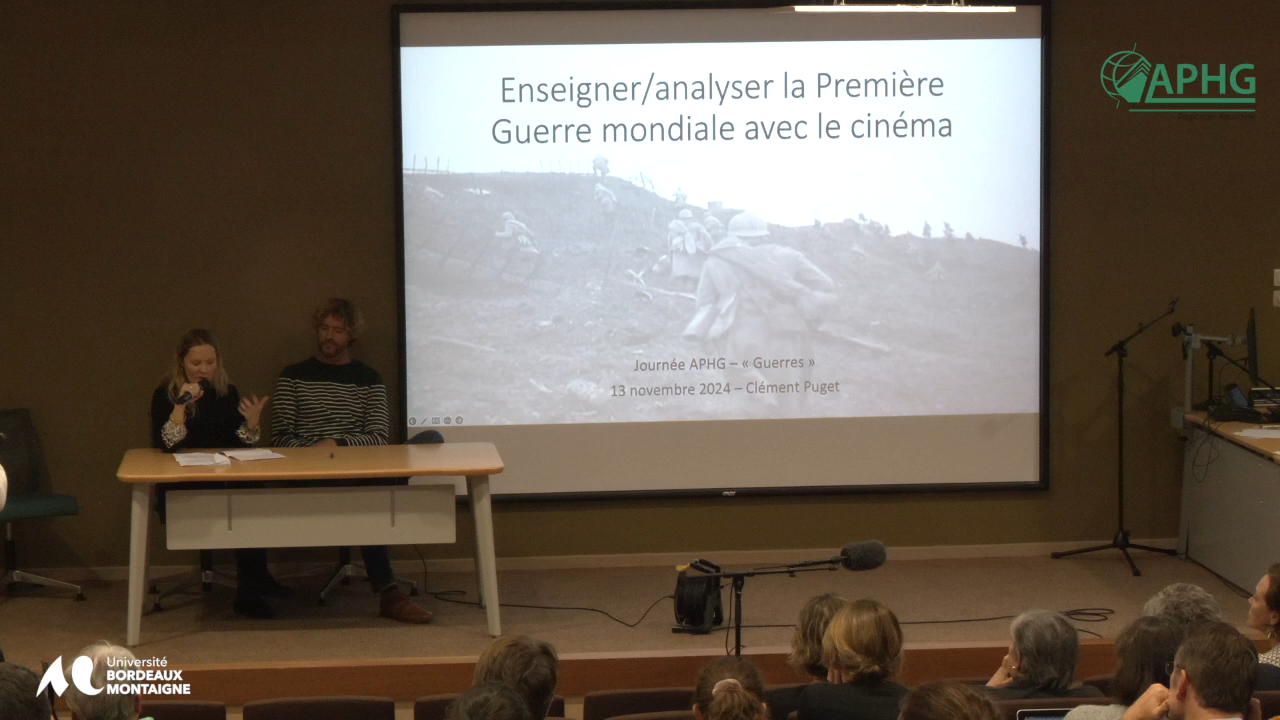 Enseigner/analyser la Première
Guerre mondiale avec le cinéma
Journée APHG – « Guerres »
13 novembre 2024 – Clément Puget
APHG
Université
BORDEAUX
MONTAIGNE